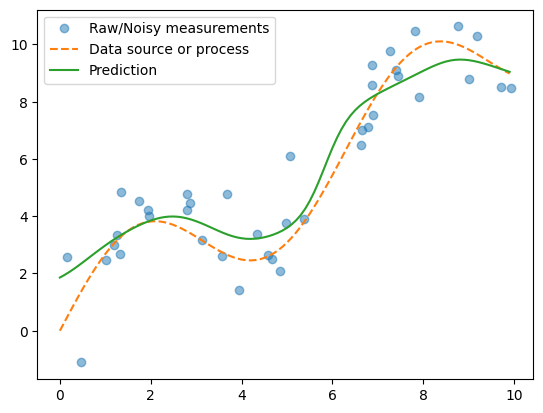 Raw/Noisy measurements
Data source or process
Prediction
10
8
6
4
2
0
0 2 4 6 8 10